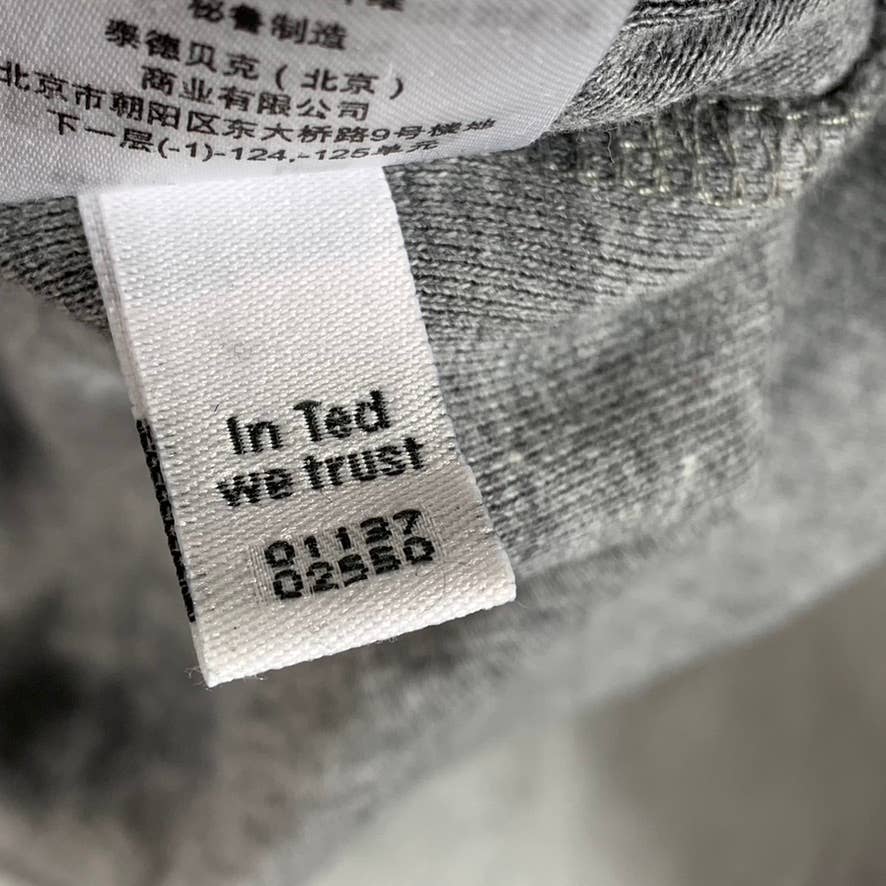 秘鲁制造
泰德贝克（北京）
商业有限公司
北京市朝阳区东大桥路9号楼地
下一层(-1)-124,-125单元
In Ted
we trust
01137
02550